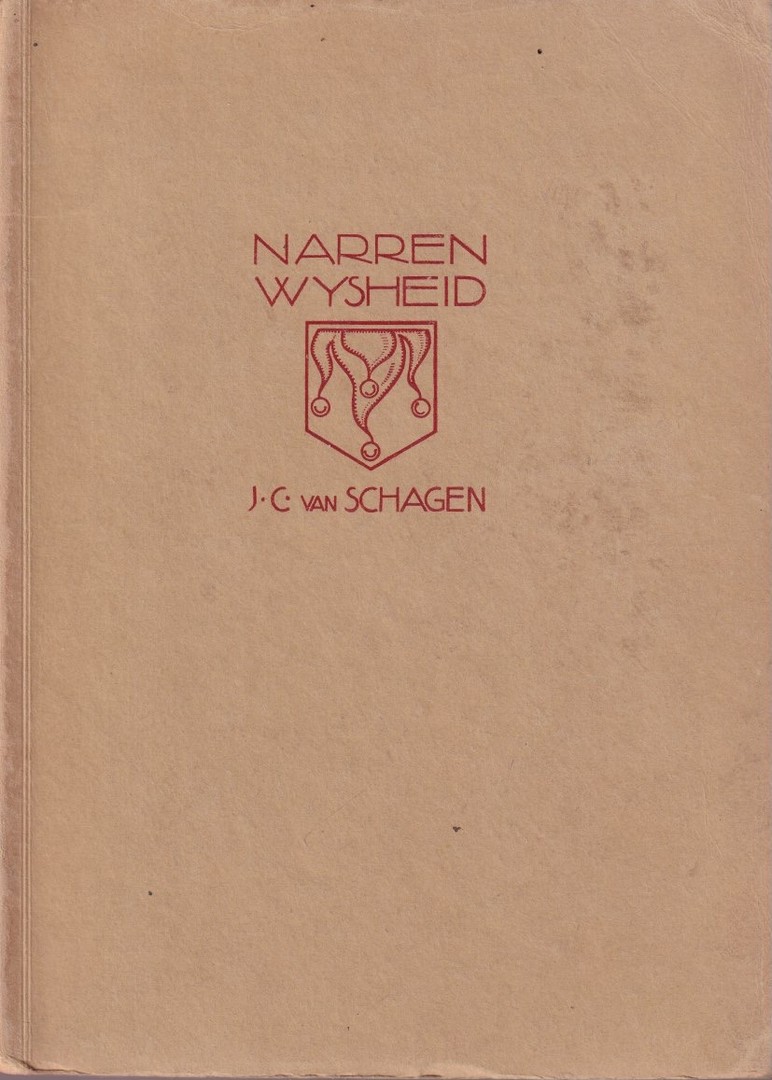 NARREN
WYSHEID
J. C. VAN SCHAGEN